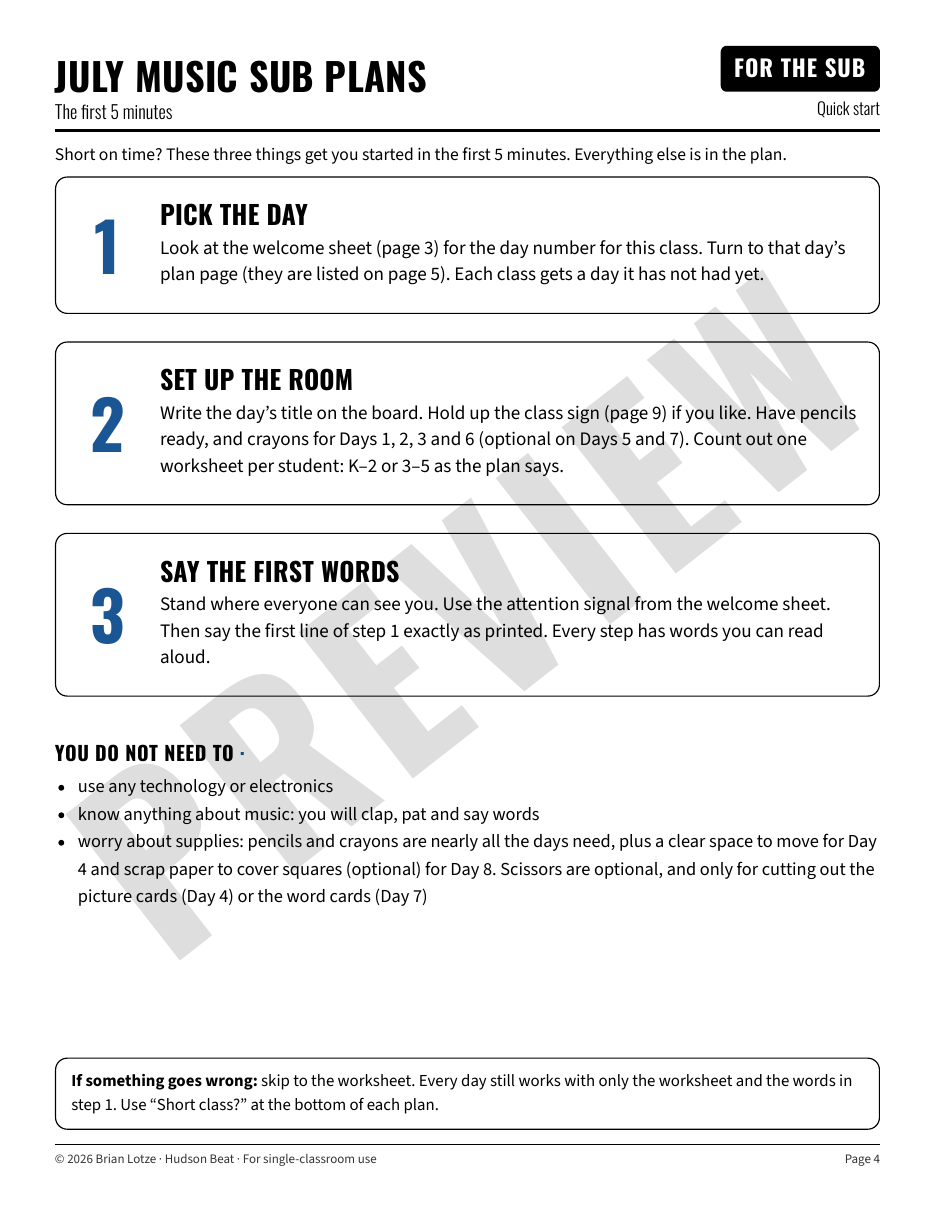 JULY MUSIC SUB PLANS
FOR THE SUB
The first 5 minutes
Quick start
Short on time? These three things get you started in the first 5 minutes. Everything else is in the plan.
1
PICK THE DAY
Look at the welcome sheet (page 3) for the day number for this class. Turn to that day’s
plan page (they are listed on page 5). Each class gets a day it has not had yet.
2
SET UP THE ROOM
Write the day’s title on the board. Hold up the class sign (page 9) if you like. Have pencils
ready, and crayons for Days 1, 2, 3 and 6 (optional on Days 5 and 7). Count out one
worksheet per student: K–2 or 3–5 as the plan says.
3
SAY THE FIRST WORDS
Stand where everyone can see you. Use the attention signal from the welcome sheet.
Then say the first line of step 1 exactly as printed. Every step has words you can read
aloud.
YOU DO NOT NEED TO ·
• use any technology or electronics
• know anything about music: you will clap, pat and say words
• worry about supplies: pencils and crayons are nearly all the days need, plus a clear space to move for Day
4 and scrap paper to cover squares (optional) for Day 8. Scissors are optional, and only for cutting out the
picture cards (Day 4) or the word cards (Day 7)
If something goes wrong: skip to the worksheet. Every day still works with only the worksheet and the words in
step 1. Use “Short class?” at the bottom of each plan.
© 2026 Brian Lotze · Hudson Beat · For single-classroom use
Page 4
PREVIEW